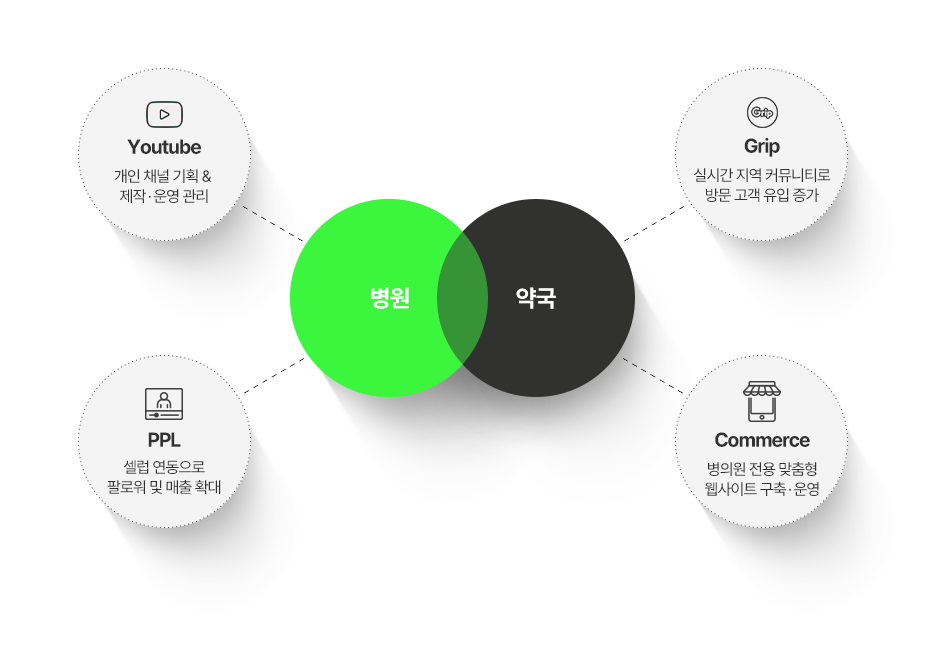 Youtube
개인 채널 기획 &
제작·운영 관리
Grip
Grip
실시간 지역 커뮤니티로
방문 고객 유입 증가
병원
약국
PPL
셀럽 연동으로
팔로워 및 매출 확대
Commerce
병의원 전용 맞춤형
웹사이트 구축·운영